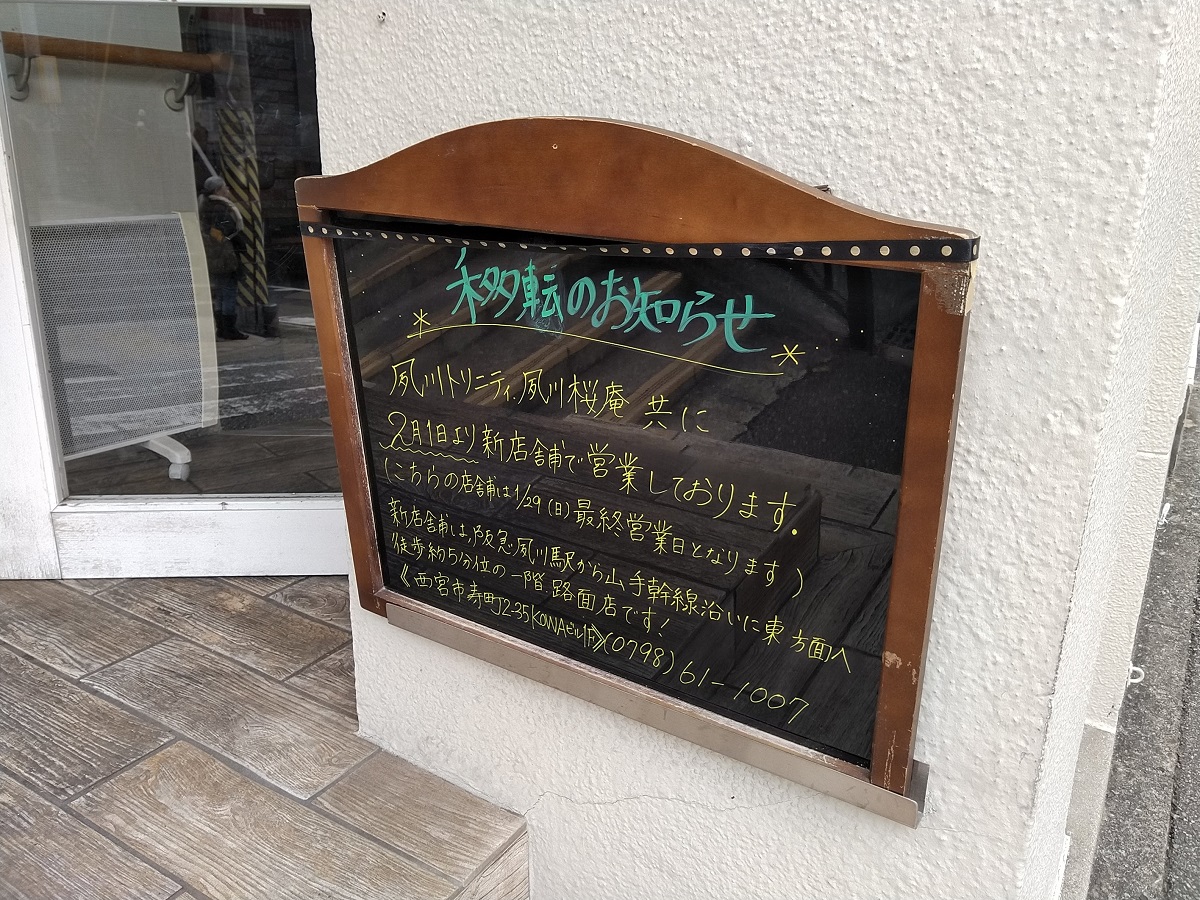 移転のお知らせ
夙川トリニティ、夙川桜庵 共に
2月1日より新店舗で営業しております.
(こちらの店舗は1/29(日)最終営業日となります)
新店舗は、阪急夙川駅から山手幹線沿いに東方面へ
徒歩約5分位の一階路面店です!
《西宮市寿町2-35KOWAビル1F》(0798)61-1007